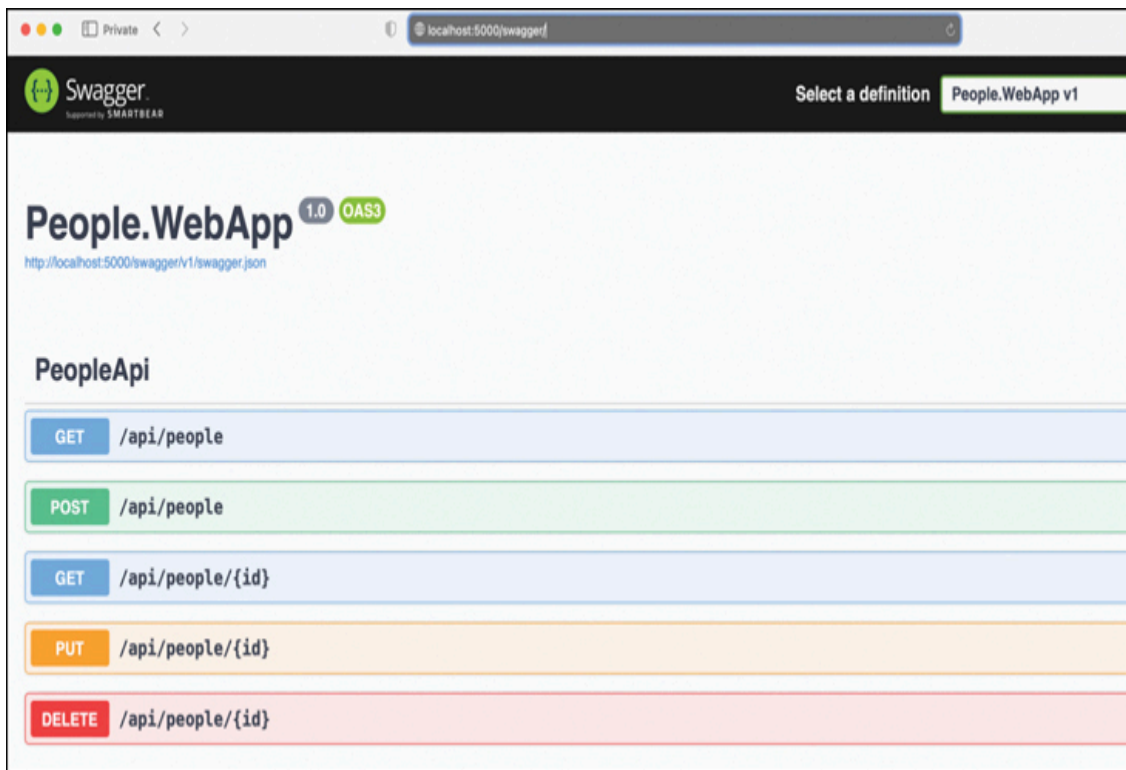 Private
localhost:5000/swagger/
Swagger.
Supported by SMARTBEAR
Select a definition
People.WebApp v1
People.WebApp 1.0 OAS3
http://localhost:5000/swagger/v1/swagger.json
PeopleApi
GET /api/people
POST /api/people
GET /api/people/{id}
PUT /api/people/{id}
DELETE /api/people/{id}